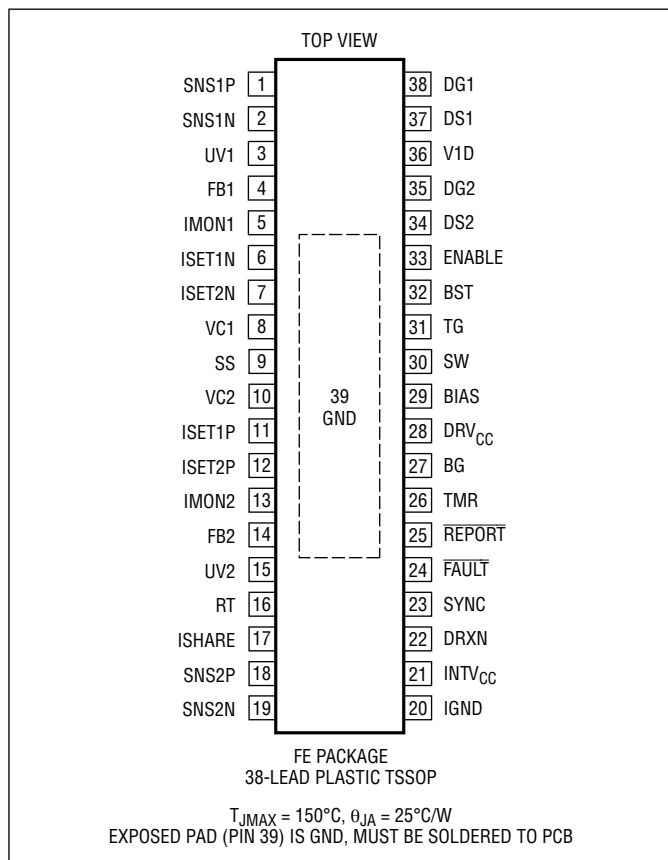 TOP VIEW
SNS1P 1
SNS1N 2
UV1 3
FB1 4
IMON1 5
ISET1N 6
ISET2N 7
VC1 8
SS 9
VC2 10
ISET1P 11
ISET2P 12
IMON2 13
FB2 14
UV2 15
RT 16
ISHARE 17
SNS2P 18
SNS2N 19
39
GND
38 DG1
37 DS1
36 V1D
35 DG2
34 DS2
33 ENABLE
32 BST
31 TG
30 SW
29 BIAS
28 DRVCC
27 BG
26 TMR
25 REPORT
24 FAULT
23 SYNC
22 DRXN
21 INTVCC
20 IGND
FE PACKAGE
38-LEAD PLASTIC TSSOP
TJMAX = 150°C, θJA = 25°C/W
EXPOSED PAD (PIN 39) IS GND, MUST BE SOLDERED TO PCB